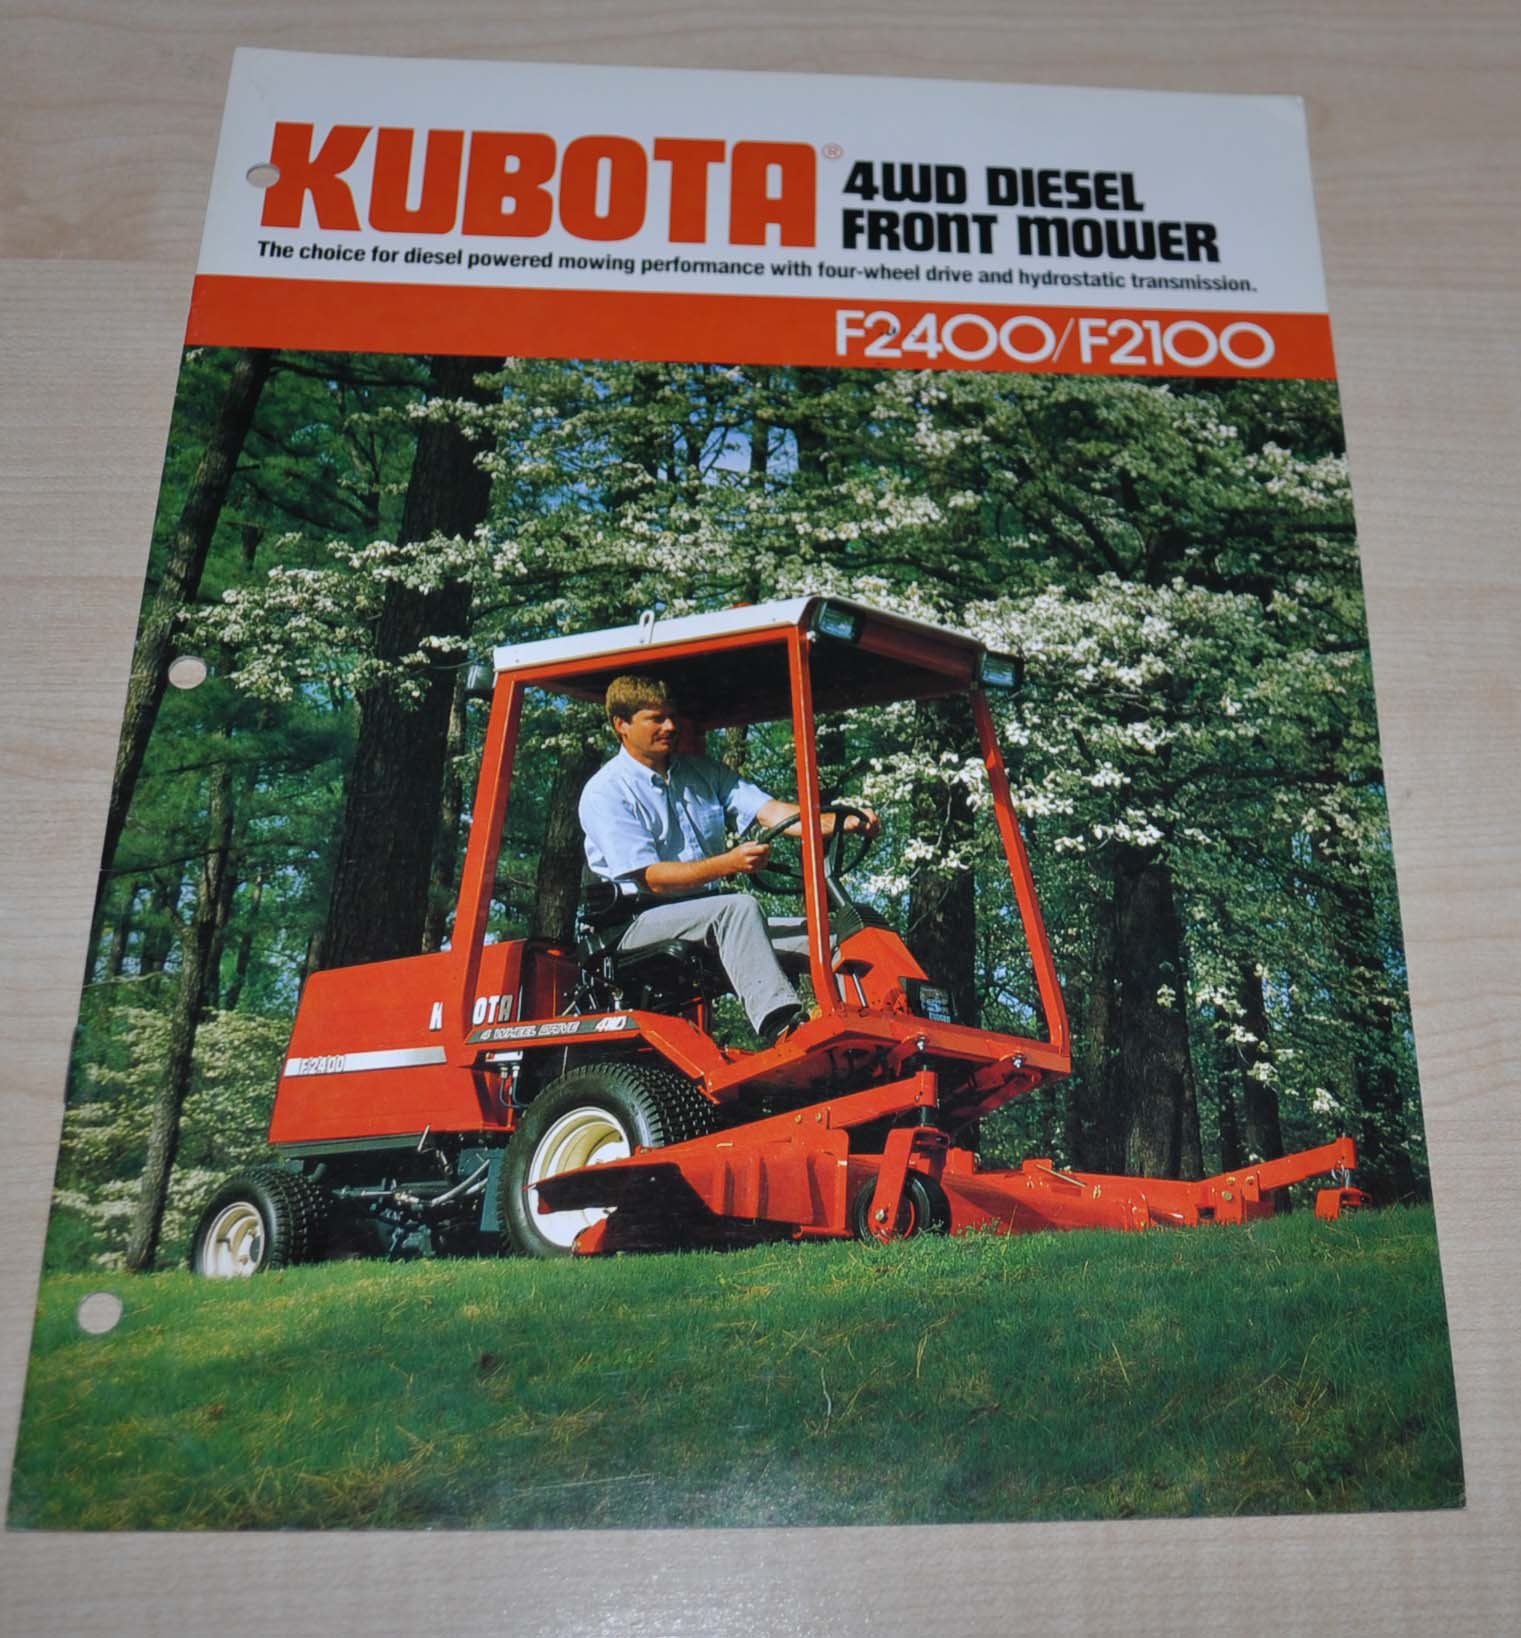 KUBOTA®
4WD DIESEL
FRONT MOWER
The choice for diesel powered mowing performance with four-wheel drive and hydrostatic transmission.
F2400/F2100
K OTA
4 WHEEL DRIVE 4WD
F2400